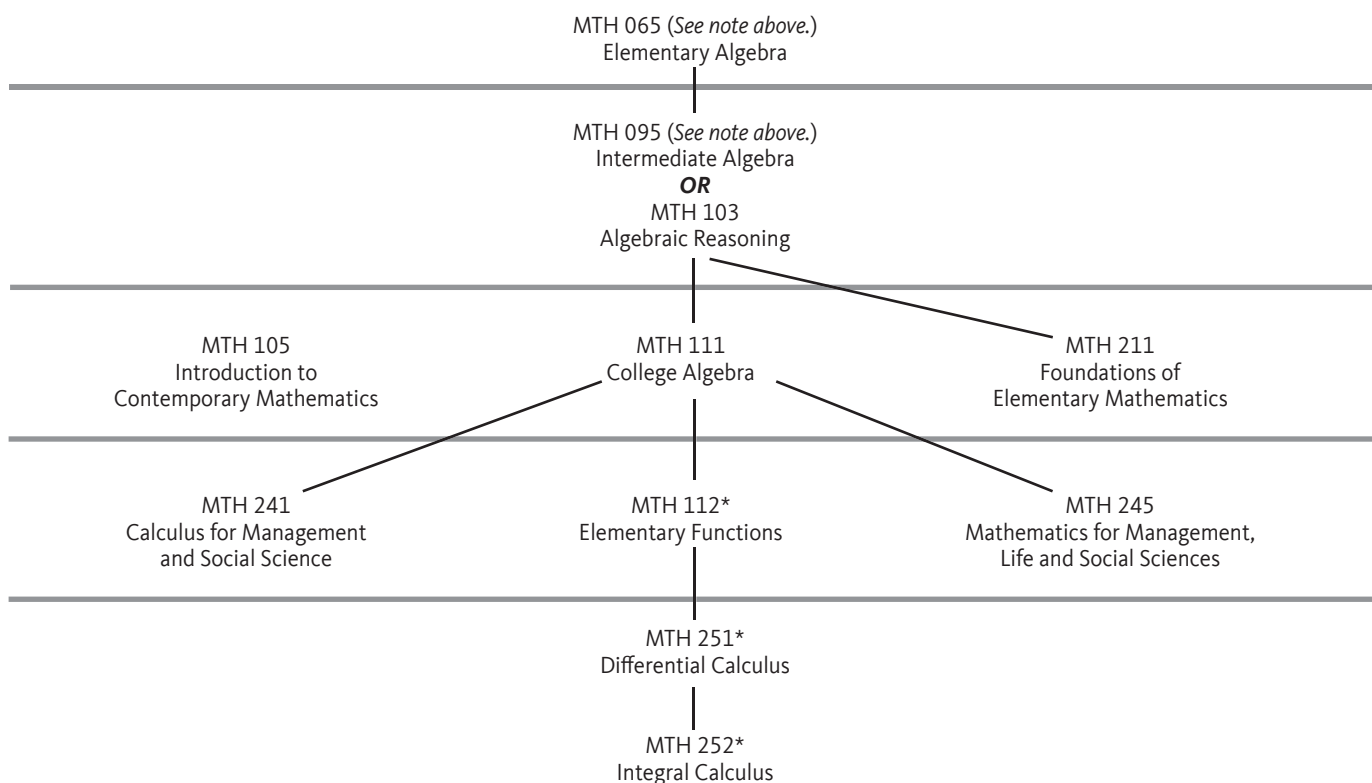 MTH 065 (See note above.)
Elementary Algebra
MTH 095 (See note above.)
Intermediate Algebra
OR
MTH 103
Algebraic Reasoning
MTH 105
Introduction to
Contemporary Mathematics
MTH 111
College Algebra
MTH 211
Foundations of
Elementary Mathematics
MTH 241
Calculus for Management
and Social Science
MTH 112*
Elementary Functions
MTH 245
Mathematics for Management,
Life and Social Sciences
MTH 251*
Differential Calculus
MTH 252*
Integral Calculus